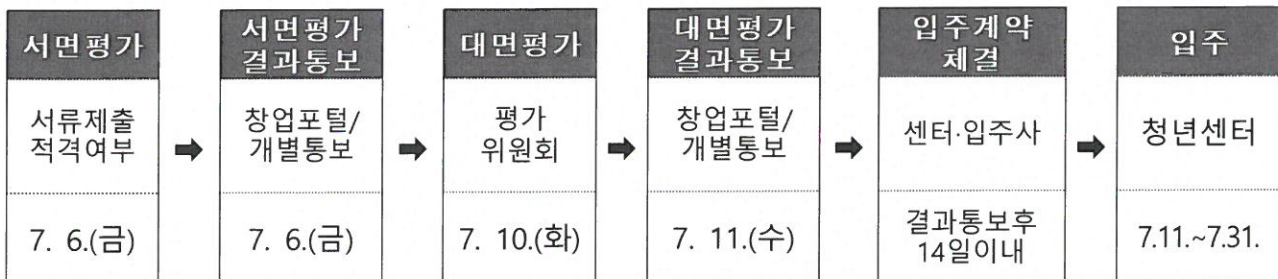 서면평가
서류제출
적격여부
7. 6.(금)
➡
서면평가
결과통보
창업포털/
개별통보
7. 6.(금)
➡
대면평가
평가
위원회
7. 10.(화)
➡
대면평가
결과통보
창업포털/
개별통보
7. 11.(수)
➡
입주계약
체결
센터·입주사
결과통보후
14일이내
➡
입주
청년센터
7.11.~7.31.